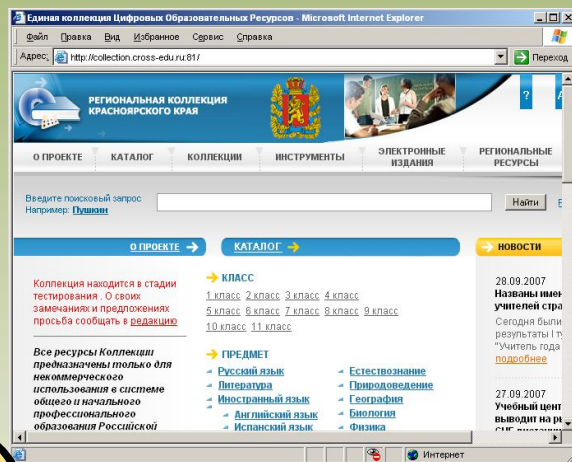 Единая коллекция Цифровых Образовательных Ресурсов - Microsoft Internet Explorer
Файл Правка Вид Избранное Сервис Справка
Адрес: http://collection.cross-edu.ru:81/ Переход
РЕГИОНАЛЬНАЯ КОЛЛЕКЦИЯ
КРАСНОЯРСКОГО КРАЯ
?
О ПРОЕКТЕ КАТАЛОГ КОЛЛЕКЦИИ ИНСТРУМЕНТЫ ЭЛЕКТРОННЫЕ ИЗДАНИЯ РЕГИОНАЛЬНЫЕ РЕСУРСЫ
Введите поисковый запрос
Например: Пушкин
Найти
О ПРОЕКТЕ
Коллекция находится в стадии
тестирования . О своих
замечаниях и предложениях
просьба сообщать в редакцию
Все ресурсы Коллекции
предназначены только для
некоммерческого
использования в системе
общего и начального
профессионального
образования Российской
КАТАЛОГ
КЛАСС
1 класс 2 класс 3 класс 4 класс
5 класс 6 класс 7 класс 8 класс 9 класс
10 класс 11 класс
ПРЕДМЕТ
Русский язык
Литература
Иностранный язык
Английский язык
Испанский язык
Естествознание
Природоведение
География
Биология
Физика
НОВОСТИ
28.09.2007
Названы имен
учителей стра
Сегодня были
результаты I ту
"Учитель года
подробнее
27.09.2007
Учебный цент
выводит на ры
Интернет